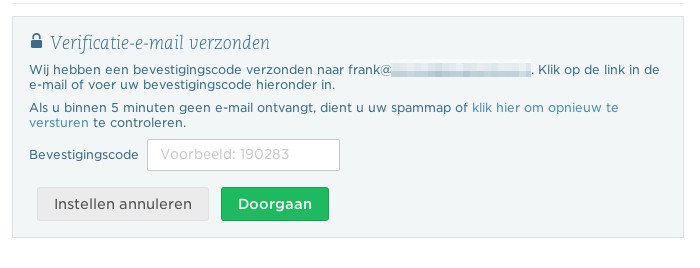 Verificatie-e-mail verzonden
Wij hebben een bevestigingscode verzonden naar frank@ . Klik op de link in de
e-mail of voer uw bevestigingscode hieronder in.
Als u binnen 5 minuten geen e-mail ontvangt, dient u uw spammap of klik hier om opnieuw te
versturen te controleren.
Bevestigingscode Voorbeeld: 190283
Instellen annuleren Doorgaan